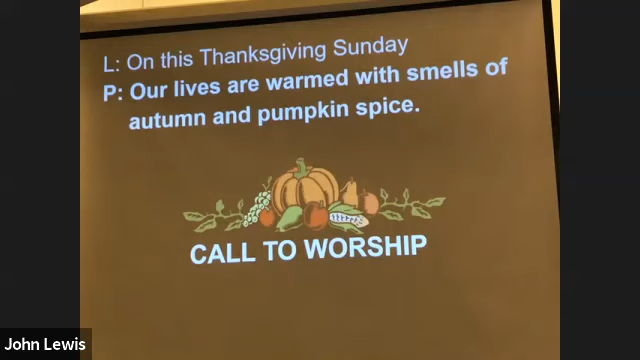 L: On this Thanksgiving Sunday
P: Our lives are warmed with smells of
autumn and pumpkin spice.
CALL TO WORSHIP
John Lewis